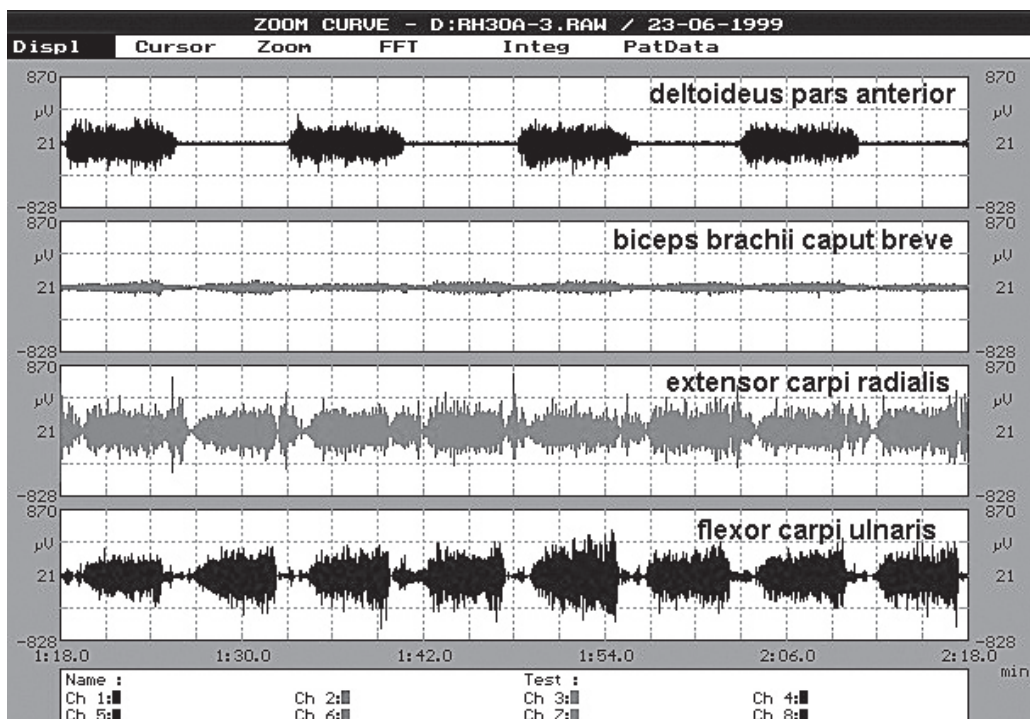 ZOOM CURVE - D:RH30A-3.RAW / 23-06-1999
Displ Cursor Zoom FFT Integ PatData
870 deltoideus pars anterior 870
µV µV
21 21
-828 -828
870 biceps brachii caput breve 870
µV µV
21 21
-828 -828
870 extensor carpi radialis 870
µV µV
21 21
-828 -828
870 flexor carpi ulnaris 870
µV µV
21 21
-828 -828
1:18.0 1:30.0 1:42.0 1:54.0 2:06.0 2:18.0
min
Name : Test :
Ch 1: Ch 2: Ch 3: Ch 4:
Ch 5: Ch 6: Ch 7: Ch 8: